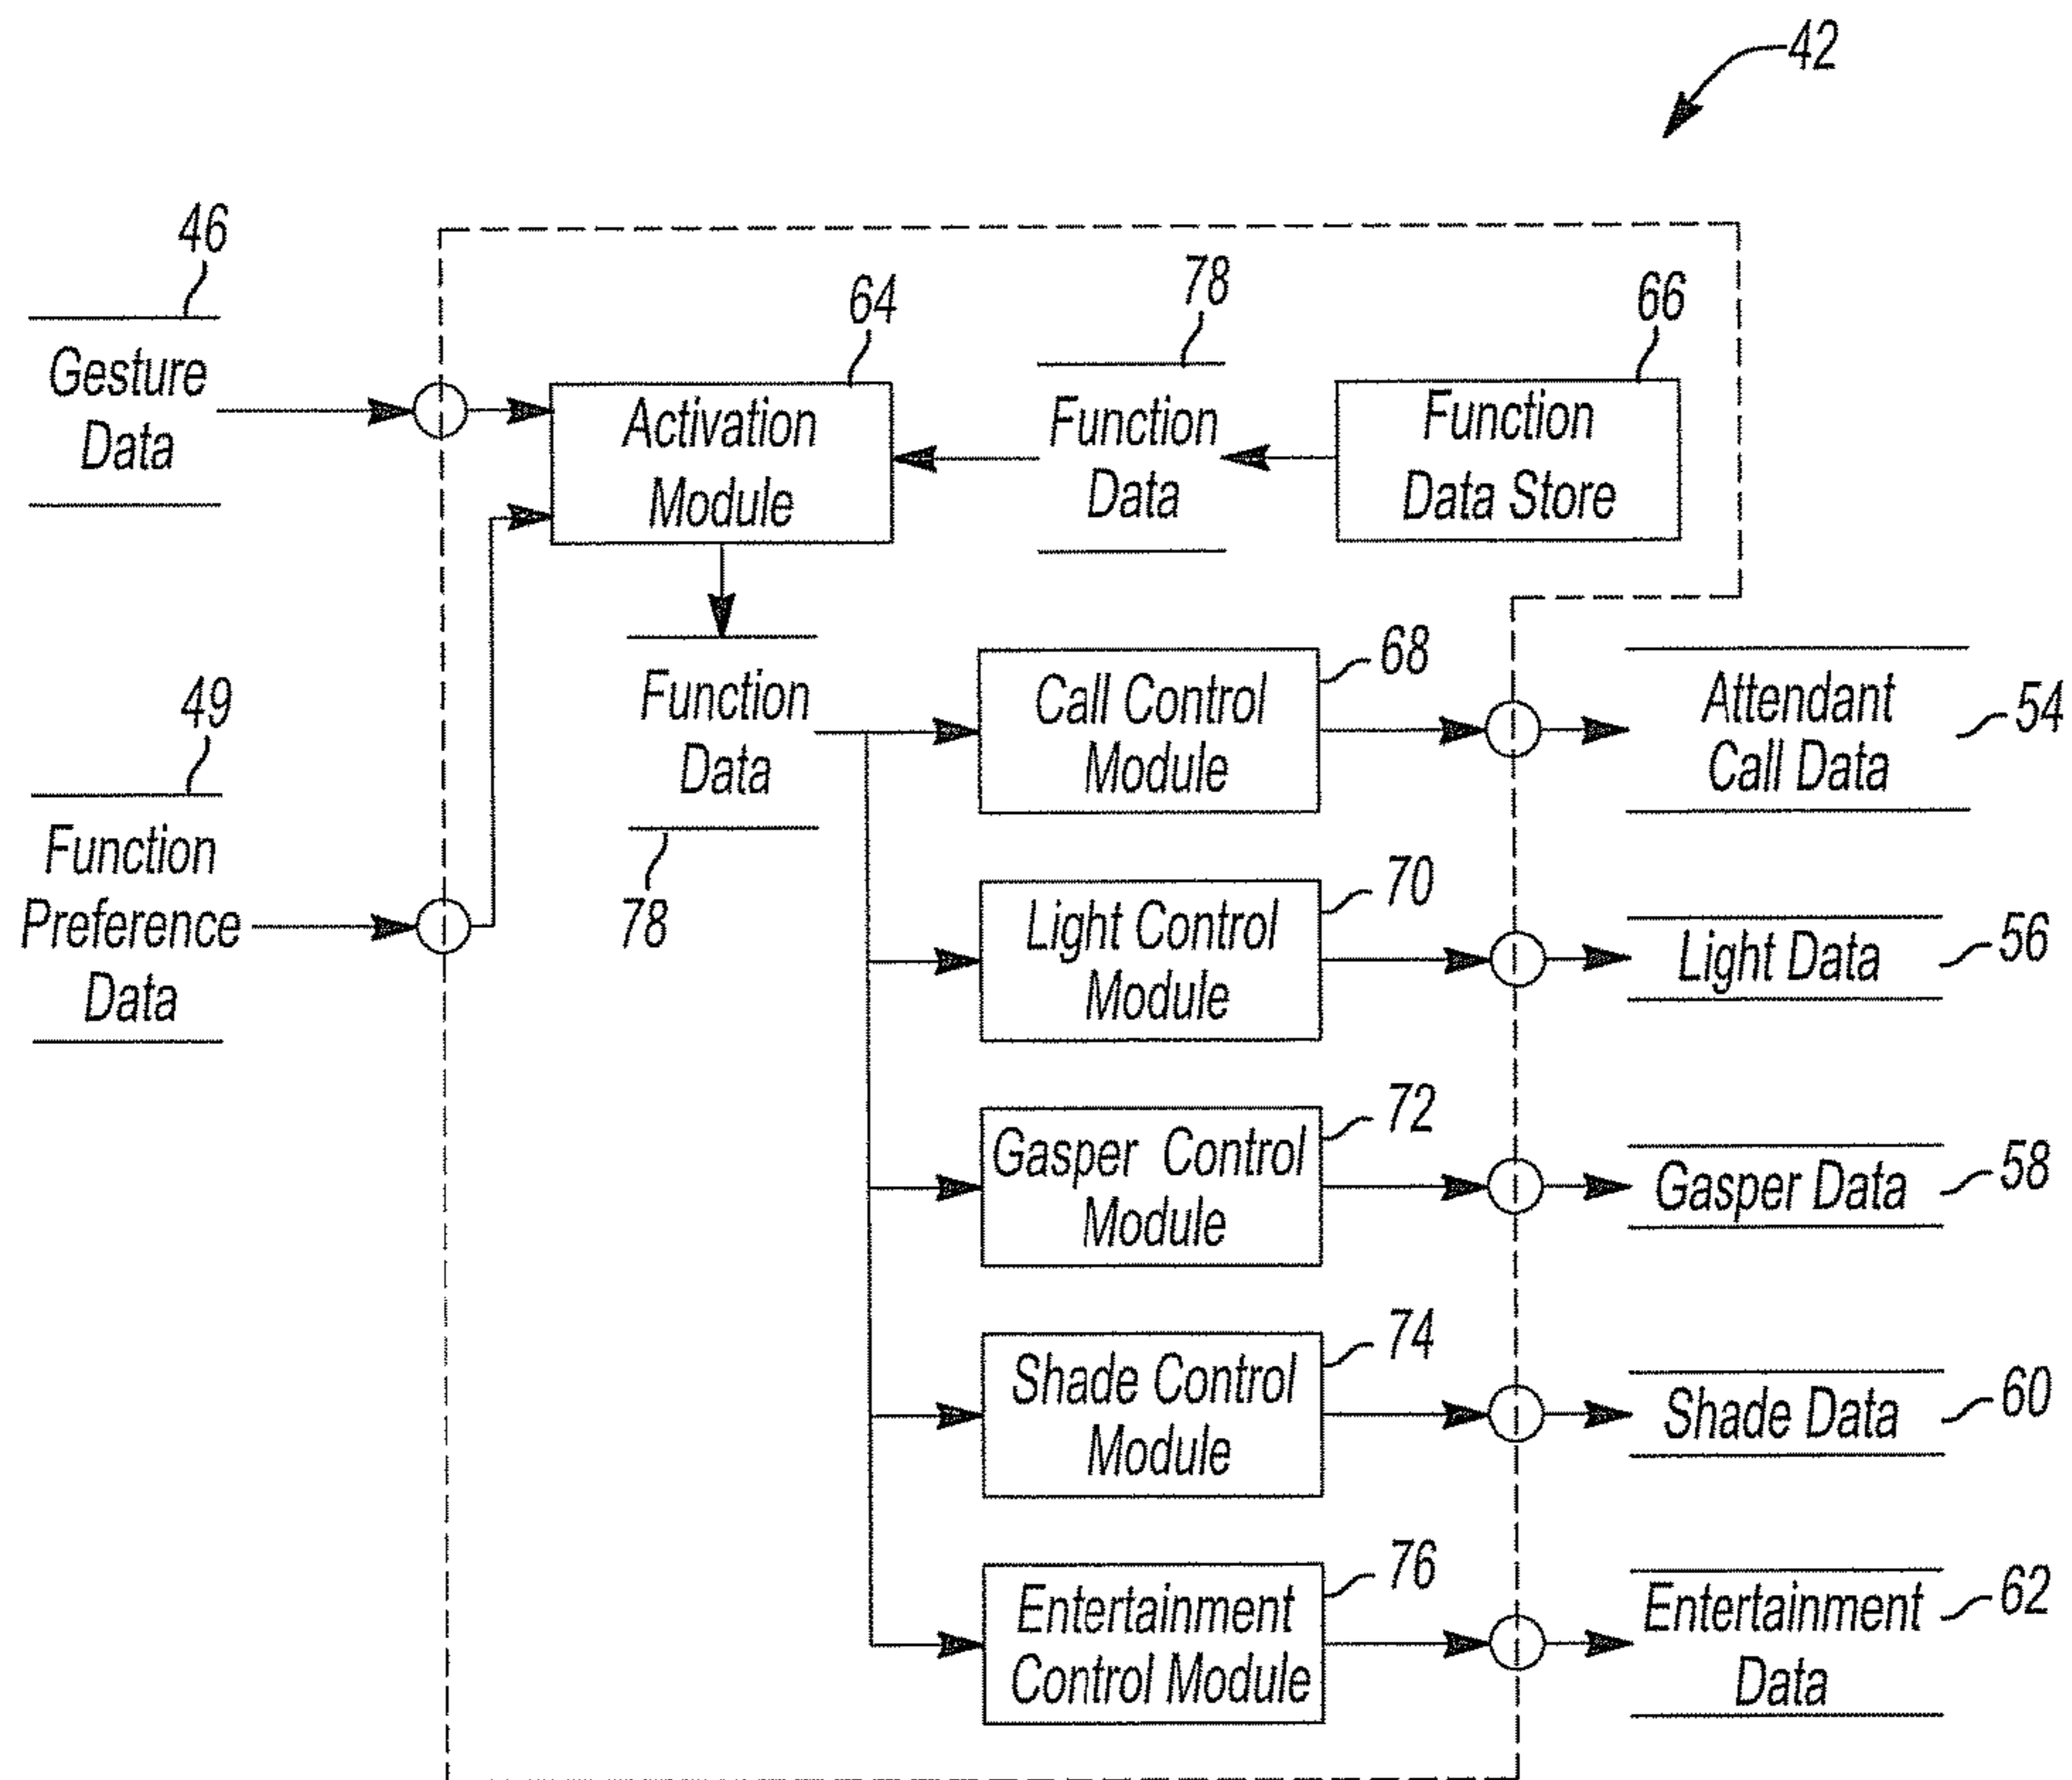 42
46
Gesture
Data
64
Activation
Module
78
Function
Data
66
Function
Data Store
49
Function
Preference
Data
Function
Data
78
68
Call Control
Module
Attendant
Call Data
54
70
Light Control
Module
Light Data
56
72
Gasper Control
Module
Gasper Data
58
74
Shade Control
Module
Shade Data
60
76
Entertainment
Control Module
Entertainment
Data
62